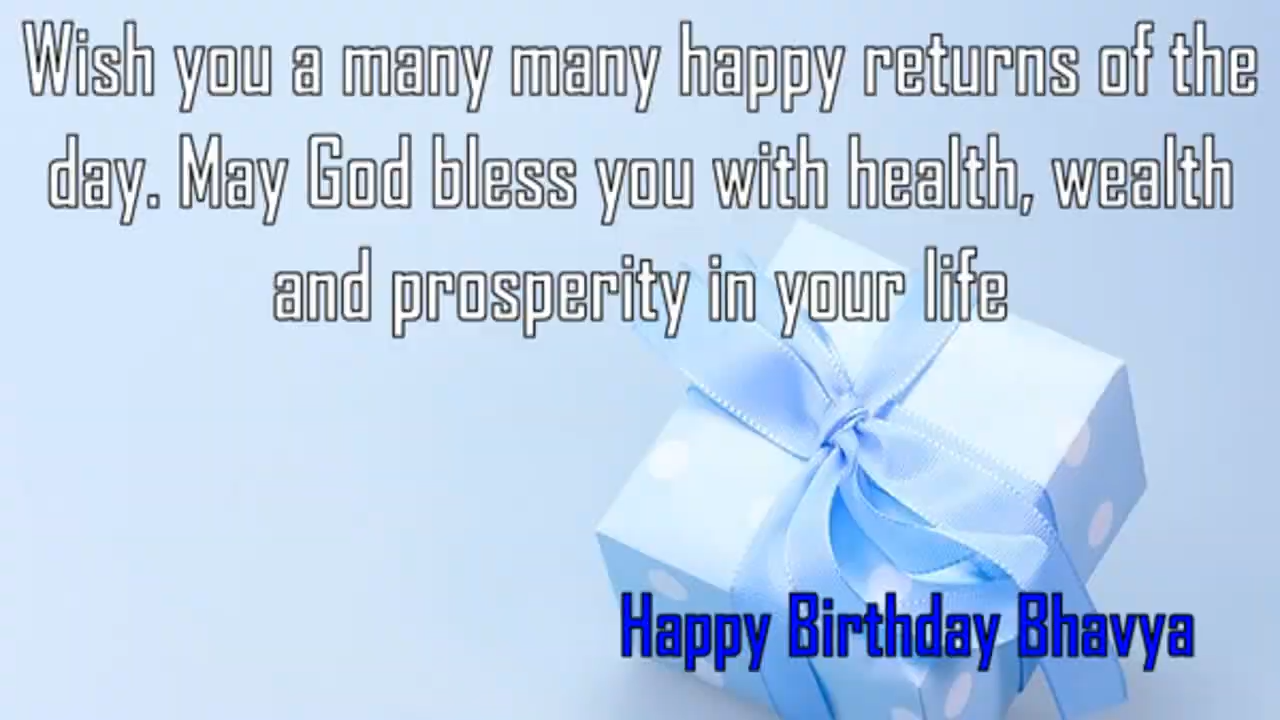 Wish you a many many happy returns of the
day. May God bless you with health, wealth
and prosperity in your life
Happy Birthday Bhavya